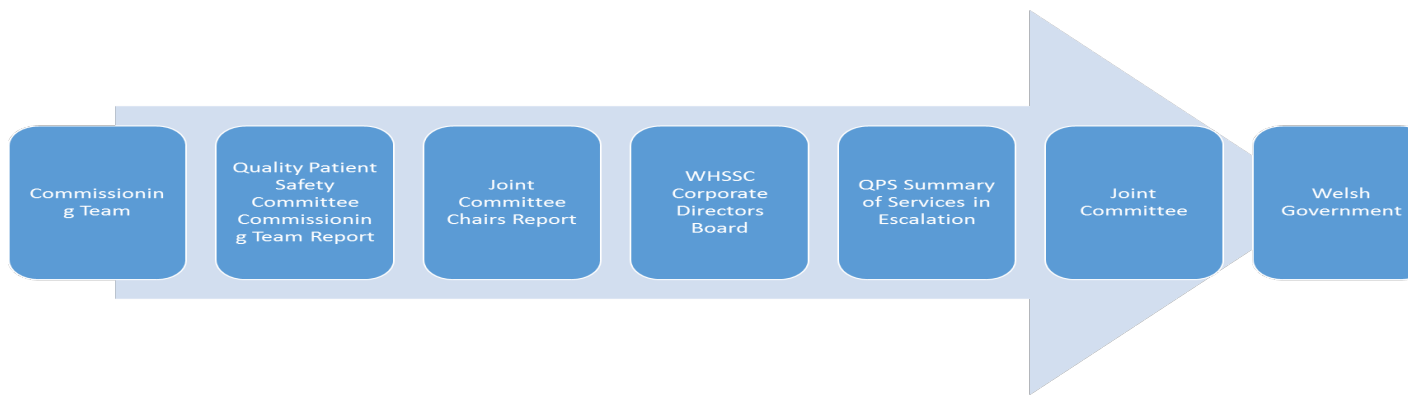 Commissionin
g Team
Quality Patient
Safety
Committee
Commissionin
g Team Report
Joint
Committee
Chairs Report
WHSSC
Corporate
Directors
Board
QPS Summary
of Services in
Escalation
Joint
Committee
Welsh
Government